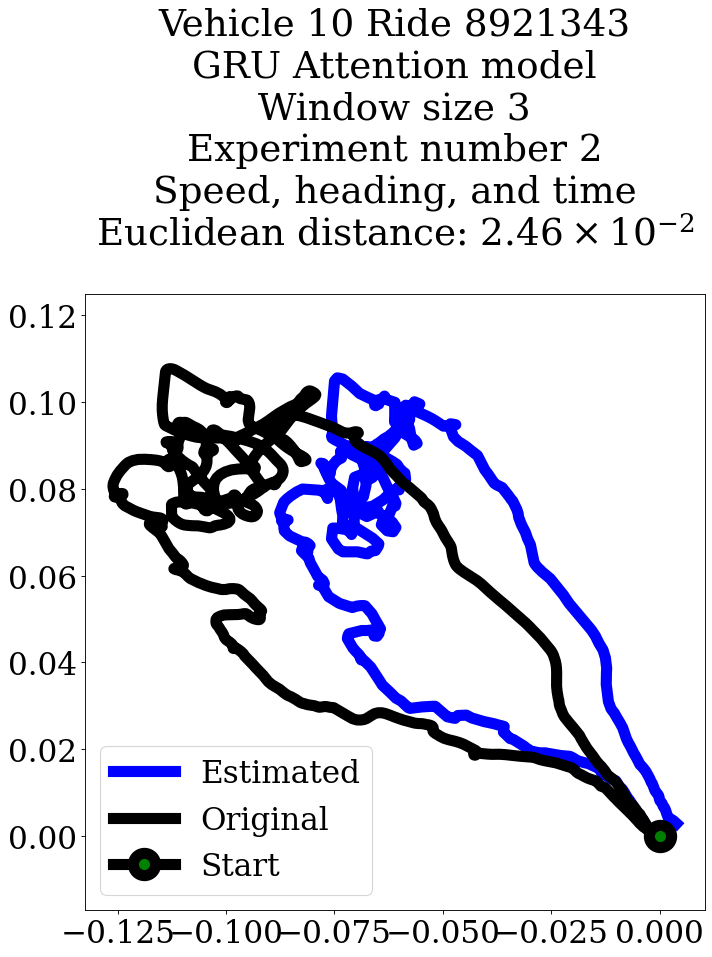 Vehicle 10 Ride 8921343
GRU Attention model
Window size 3
Experiment number 2
Speed, heading, and time
Euclidean distance: 2.46 × 10⁻²
0.12
0.10
0.08
0.06
0.04
0.02
0.00
Estimated
Original
Start
−0.125 −0.100 −0.075 −0.050 −0.025 0.000